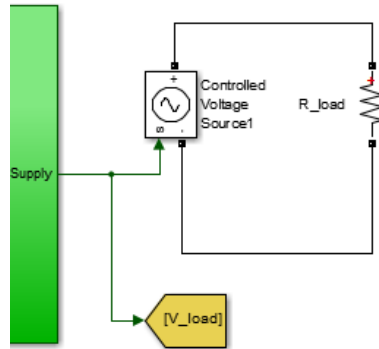 +
Controlled
Voltage
Source1
s
-
+
R_load
Supply
[V_load]